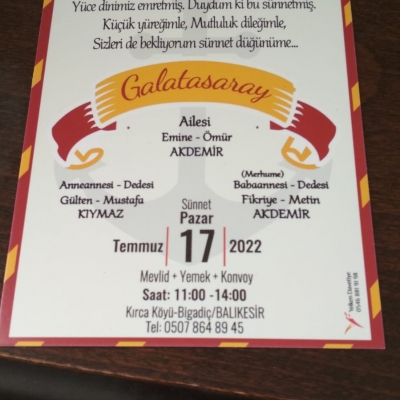 Yüce dinimiz emretmiş. Duydum ki bu sünnetmiş.
Küçük yüreğimle, Mutluluk dileğimle,
Sizleri de bekliyorum sünnet düğünüme...
Galatasaray
Ailesi
Emine - Ömür
AKDEMİR
Anneannesi - Dedesi
Gülten - Mustafa
KIYMAZ
(Merhume)
Babaannesi - Dedesi
Fikriye - Metin
AKDEMİR
Sünnet
Pazar
Temmuz 17 2022
Mevlid + Yemek + Konvoy
Saat: 11:00 -14:00
Kırca Köyü-Bigadiç/BALIKESİR
Tel: 0507 864 89 45
Yelken Davetiye